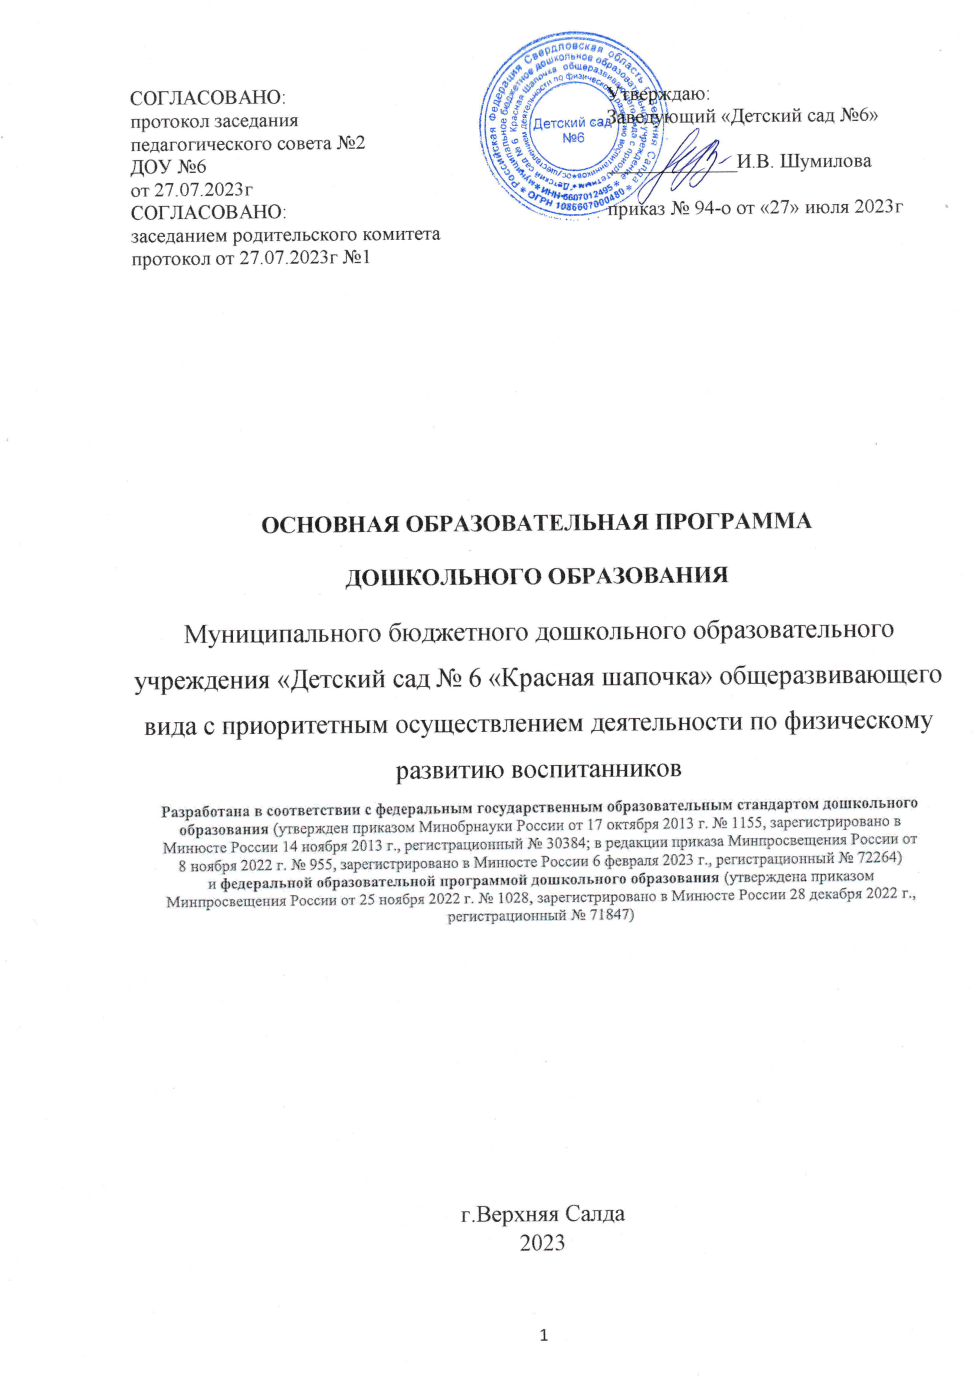 СОГЛАСОВАНО:
протокол заседания
педагогического совета №2
ДОУ №6
от 27.07.2023г
СОГЛАСОВАНО:
заседанием родительского комитета
протокол от 27.07.2023г №1
Утверждаю:
Заведующий «Детский сад №6»
И.В. Шумилова
приказ № 94-о от «27» июля 2023г
Детский сад
№6
ОСНОВНАЯ ОБРАЗОВАТЕЛЬНАЯ ПРОГРАММА
ДОШКОЛЬНОГО ОБРАЗОВАНИЯ
Муниципального бюджетного дошкольного образовательного
учреждения «Детский сад № 6 «Красная шапочка» общеразвивающего
вида с приоритетным осуществлением деятельности по физическому
развитию воспитанников
Разработана в соответствии с федеральным государственным образовательным стандартом дошкольного
образования (утвержден приказом Минобрнауки России от 17 октября 2013 г. № 1155, зарегистрировано в
Минюсте России 14 ноября 2013 г., регистрационный № 30384; в редакции приказа Минпросвещения России от
8 ноября 2022 г. № 955, зарегистрировано в Минюсте России 6 февраля 2023 г., регистрационный № 72264)
и федеральной образовательной программой дошкольного образования (утверждена приказом
Минпросвещения России от 25 ноября 2022 г. № 1028, зарегистрировано в Минюсте России 28 декабря 2022 г.,
регистрационный № 71847)
г.Верхняя Салда
2023
1